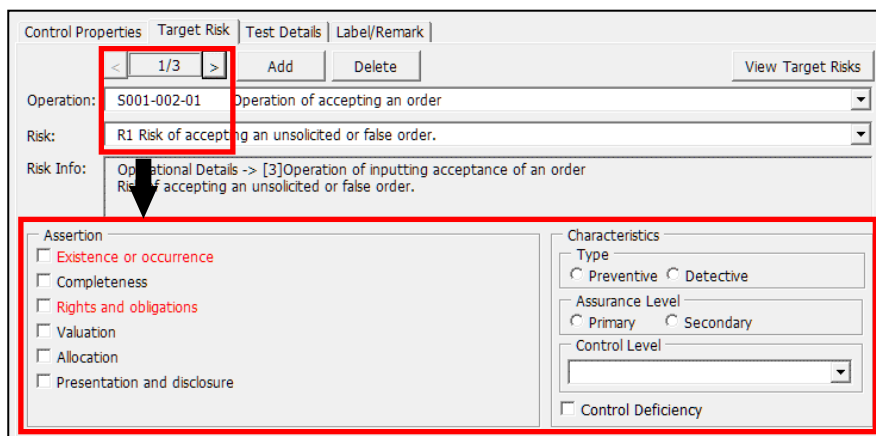 Control Properties Target Risk Test Details Label/Remark
< 1/3 > Add Delete View Target Risks
Operation: S001-002-01 Operation of accepting an order
Risk: R1 Risk of accepting an unsolicited or false order.
Risk Info: Operational Details -> [3]Operation of inputting acceptance of an order
Risk of accepting an unsolicited or false order.
Assertion
Existence or occurrence
Completeness
Rights and obligations
Valuation
Allocation
Presentation and disclosure
Characteristics
Type
Preventive Detective
Assurance Level
Primary Secondary
Control Level
Control Deficiency